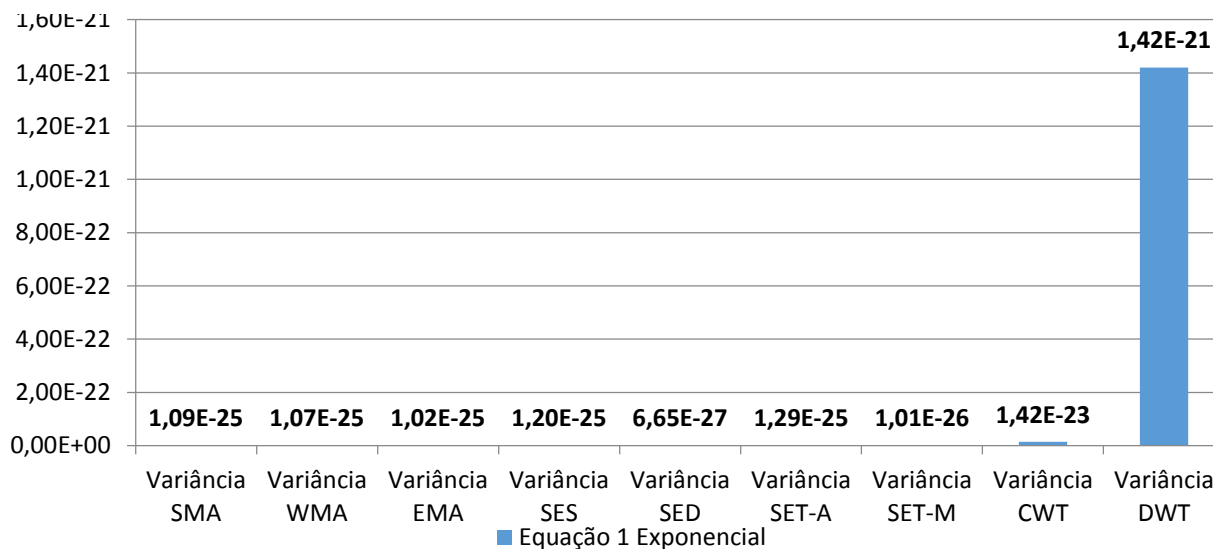 1,60E-21
1,42E-21
1,40E-21
1,20E-21
1,00E-21
8,00E-22
6,00E-22
4,00E-22
2,00E-22
1,09E-25 1,07E-25 1,02E-25 1,20E-25 6,65E-27 1,29E-25 1,01E-26 1,42E-23
0,00E+00
Variância Variância Variância Variância Variância Variância Variância Variância Variância
SMA WMA EMA SES SED SET-A SET-M CWT DWT
Equação 1 Exponencial